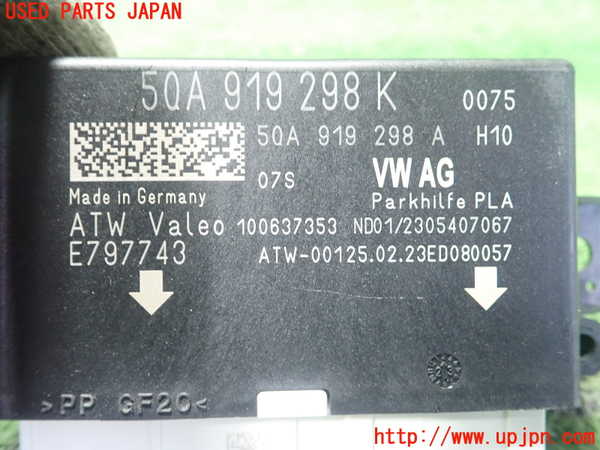 USED PARTS JAPAN
5QA 919 298 K 0075
5QA 919 298 A H10
07S VW AG
Made in Germany Parkhilfe PLA
ATW Valeo 100637353 ND01/2305407067
E797743 ATW-00125.02.23ED080057
>PP GF20<
http://www.upjpn.com/